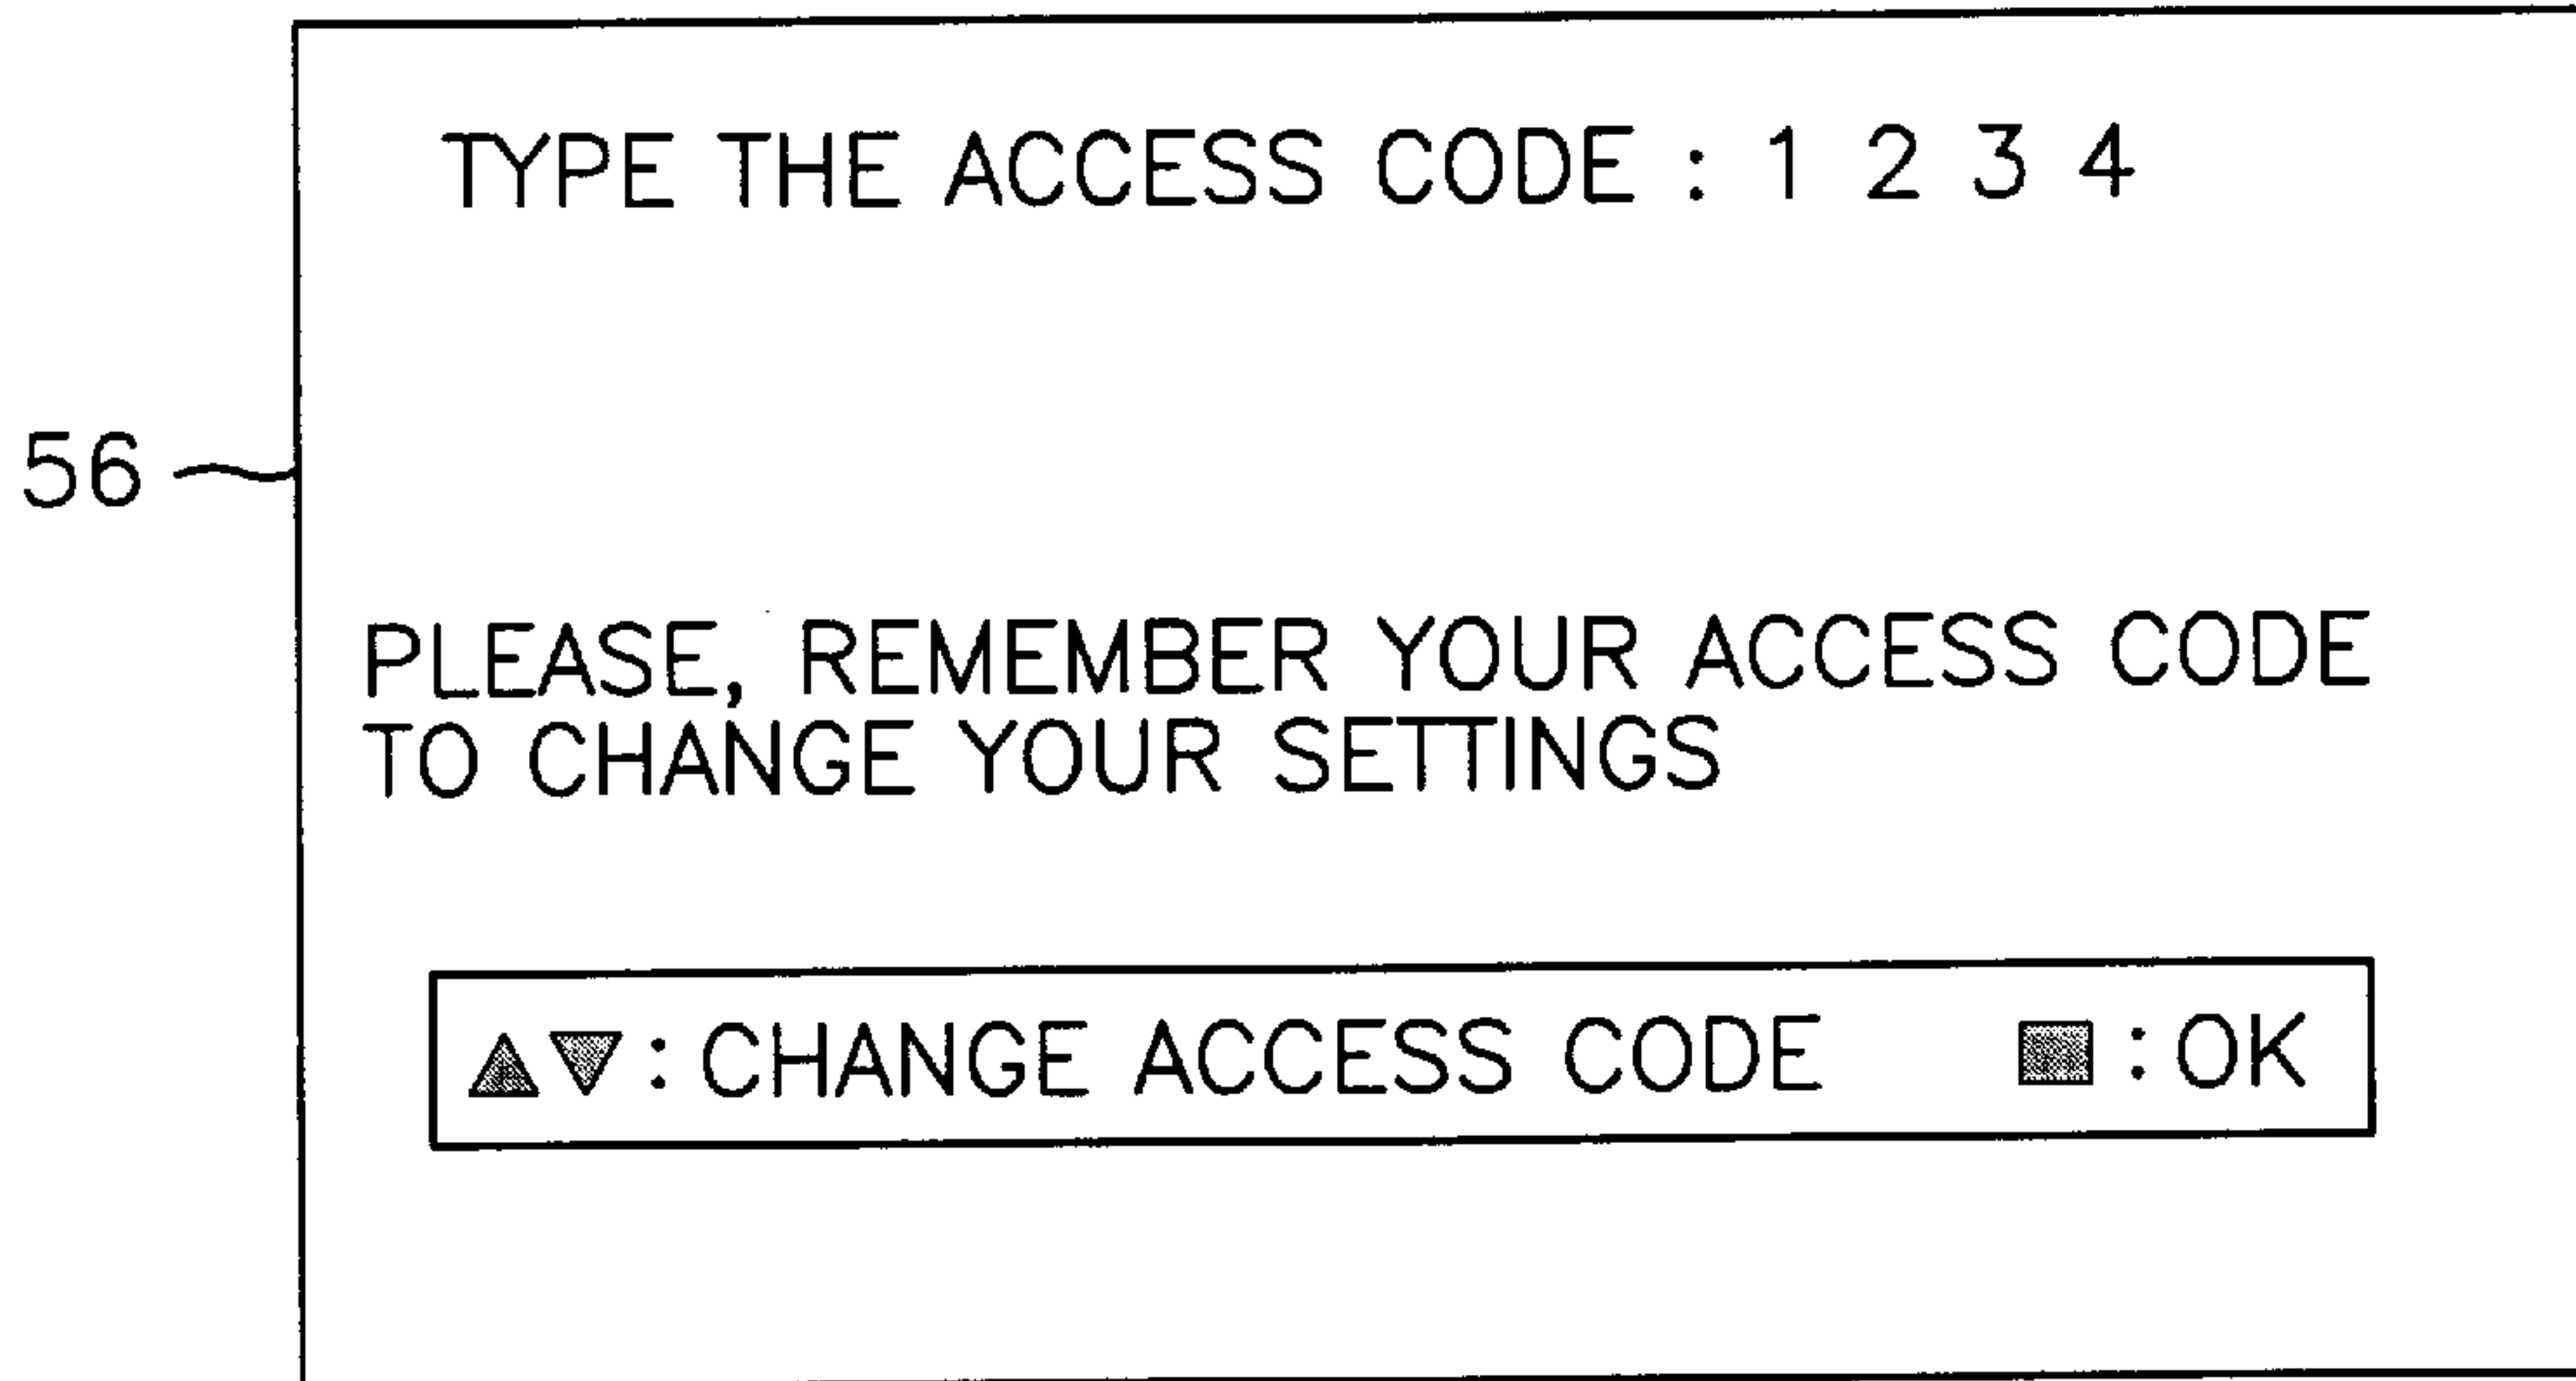 TYPE THE ACCESS CODE : 1 2 3 4
56
PLEASE, REMEMBER YOUR ACCESS CODE
TO CHANGE YOUR SETTINGS
▲▼: CHANGE ACCESS CODE ■ : OK